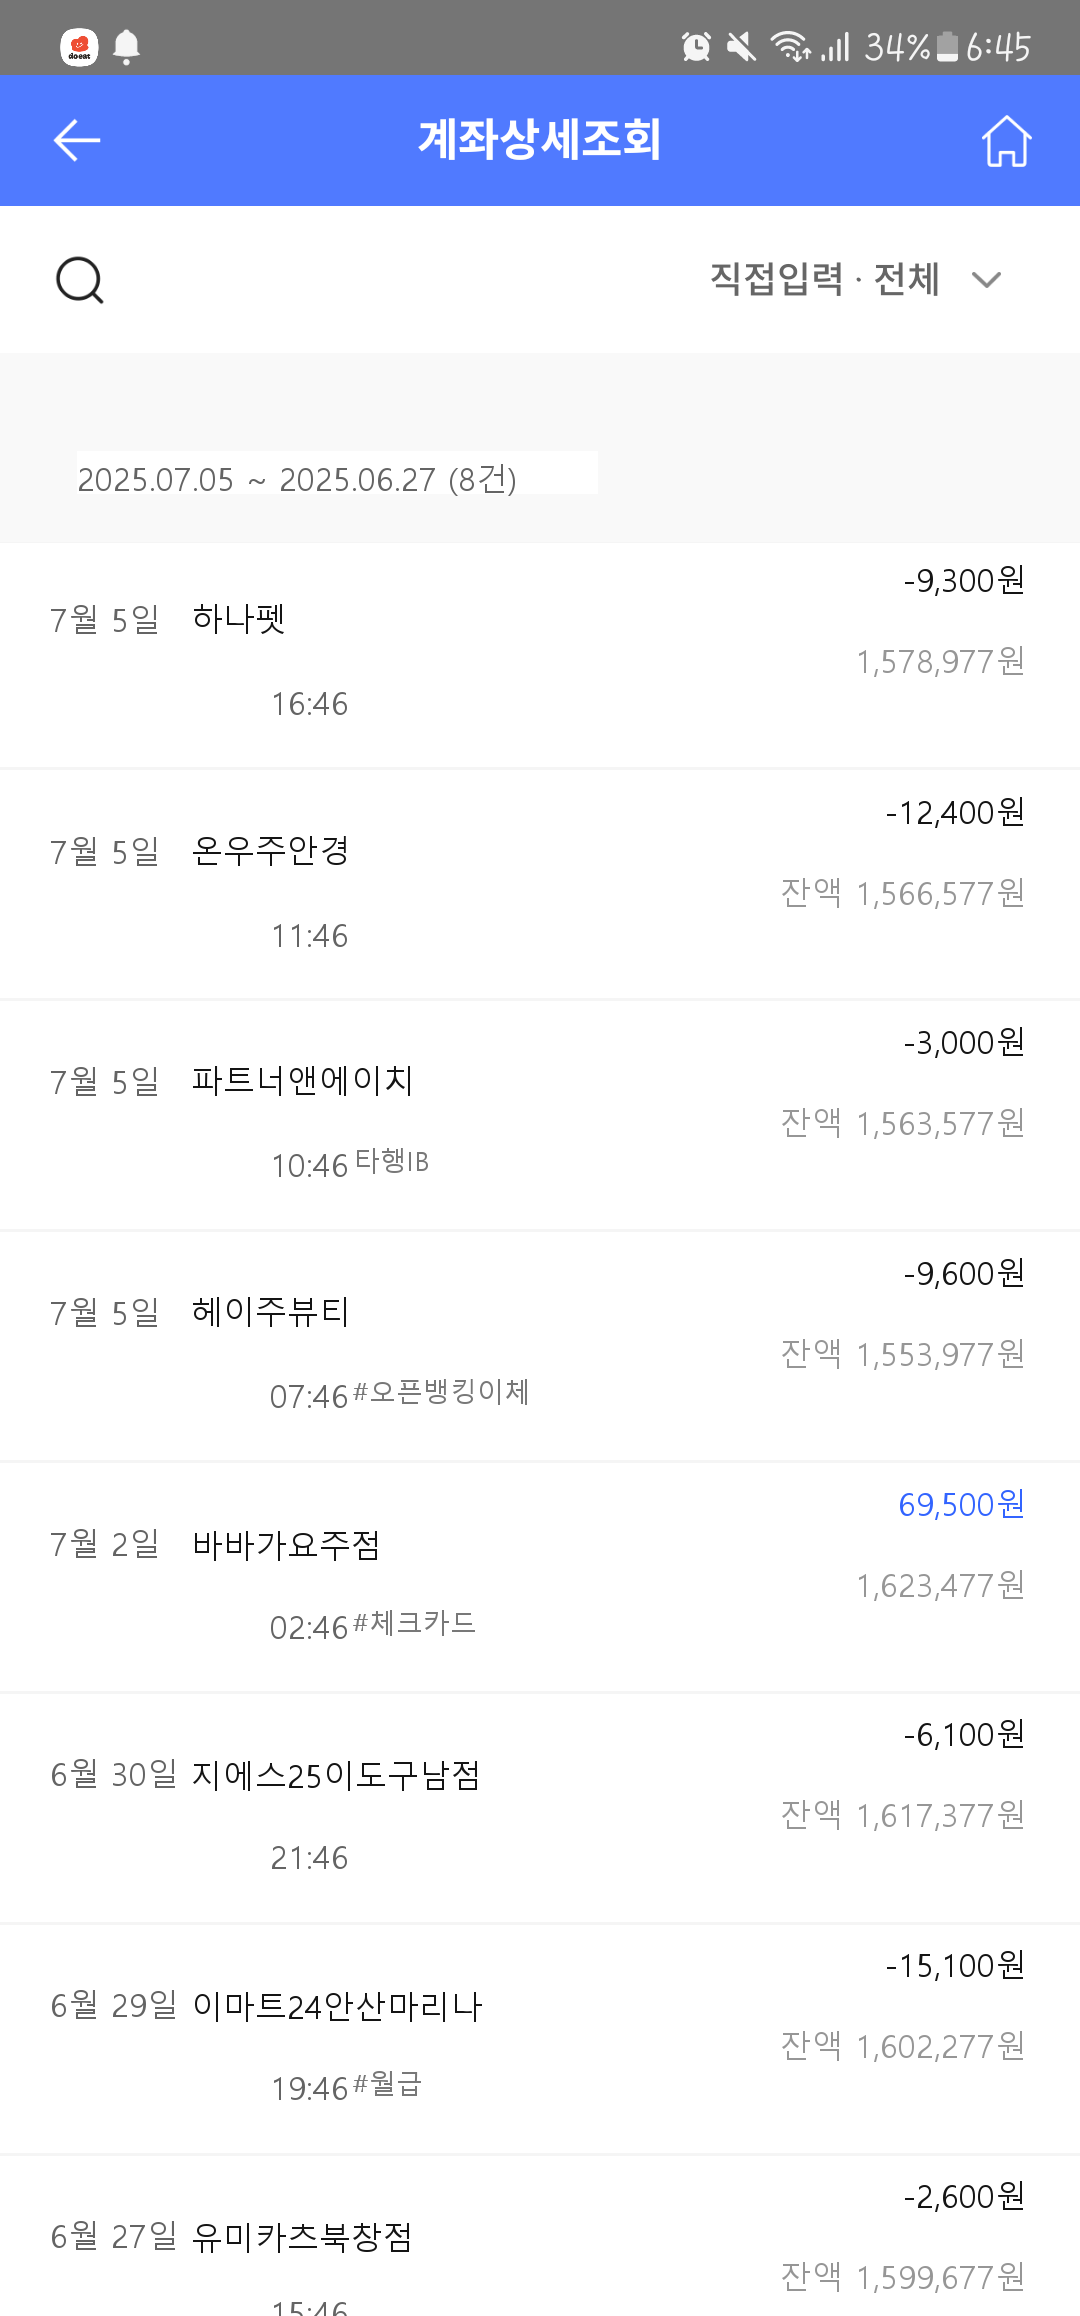 doeat
34% 6:45
계좌상세조회
직접입력 · 전체
2025.07.05 ~ 2025.06.27 (8건)
-9,300원
7월 5일 하나펫
1,578,977원
16:46
-12,400원
7월 5일 온우주안경
잔액 1,566,577원
11:46
-3,000원
7월 5일 파트너앤에이치
잔액 1,563,577원
10:46 타행IB
-9,600원
7월 5일 헤이주뷰티
잔액 1,553,977원
07:46 #오픈뱅킹이체
69,500원
7월 2일 바바가요주점
1,623,477원
02:46 #체크카드
-6,100원
6월 30일 지에스25이도구남점
잔액 1,617,377원
21:46
-15,100원
6월 29일 이마트24안산마리나
잔액 1,602,277원
19:46 #월급
-2,600원
6월 27일 유미카츠북창점
잔액 1,599,677원
15:46